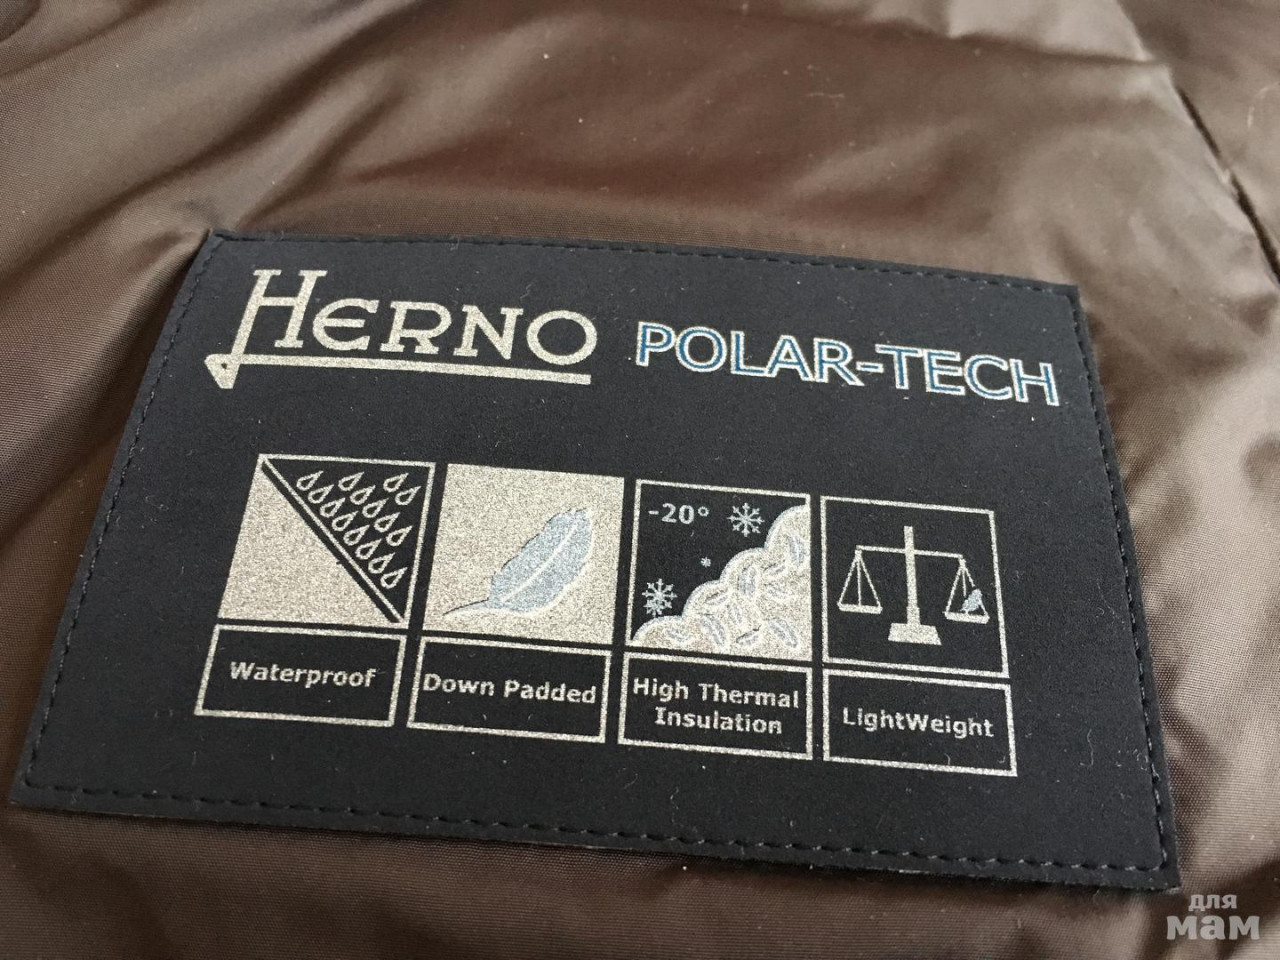 HERNO POLAR-TECH
-20°
Waterproof
Down Padded
High Thermal
Insulation
LightWeight
для
мам